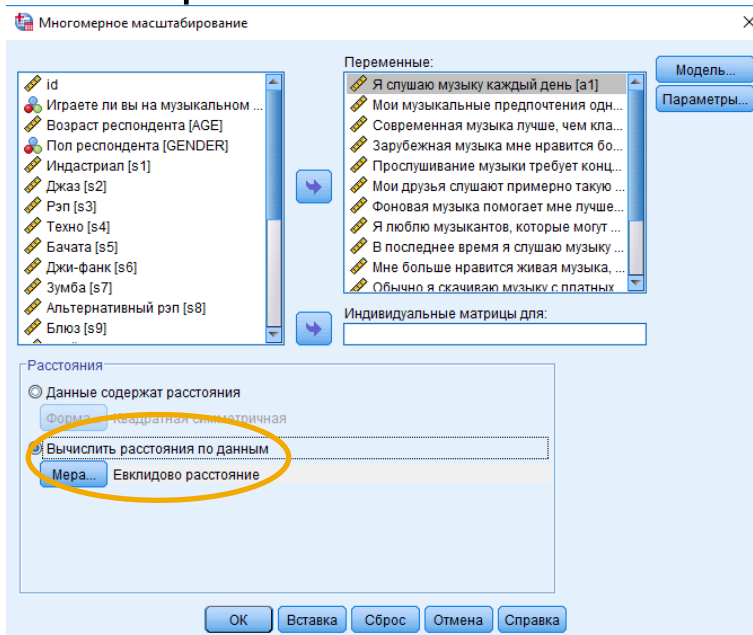 Многомерное масштабирование
Переменные:
id
Играете ли вы на музыкальном ...
Возраст респондента [AGE]
Пол респондента [GENDER]
Индастриал [s1]
Джаз [s2]
Рэп [s3]
Техно [s4]
Бачата [s5]
Джи-фанк [s6]
Зумба [s7]
Альтернативный рэп [s8]
Блюз [s9]
Я слушаю музыку каждый день [a1]
Мои музыкальные предпочтения одн...
Современная музыка лучше, чем кла...
Зарубежная музыка мне нравится бо...
Прослушивание музыки требует конц...
Мои друзья слушают примерно такую ...
Фоновая музыка помогает мне лучше...
Я люблю музыкантов, которые могут ...
В последнее время я слушаю музыку ...
Мне больше нравится живая музыка, ...
Обычно я скачиваю музыку с платных
Модель...
Параметры...
Индивидуальные матрицы для:
Расстояния
Данные содержат расстояния
Форма... Квадратная симметричная
Вычислить расстояния по данным
Мера... Евклидово расстояние
ОК Вставка Сброс Отмена Справка